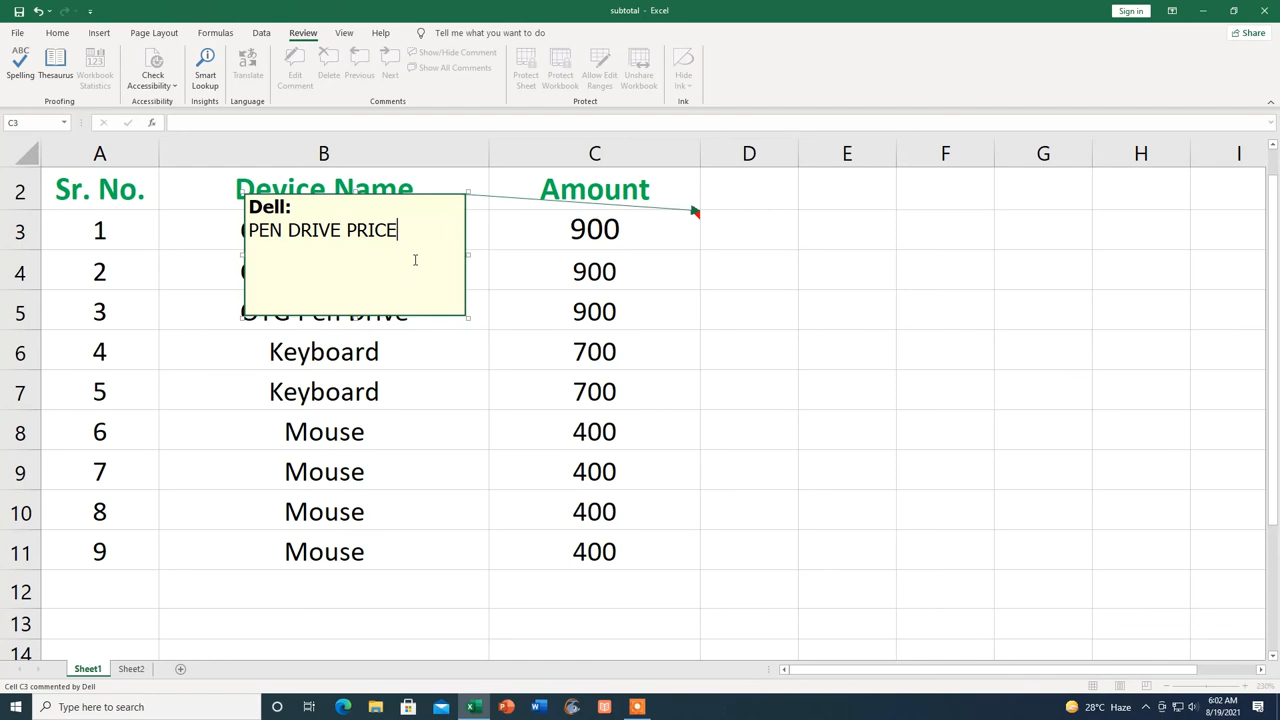 subtotal - Excel
Sign in
File Home Insert Page Layout Formulas Data Review View Help Tell me what you want to do Share
ABC
Spelling
Thesaurus
123
Workbook
Statistics
Check
Accessibility
Smart
Lookup
Translate
Edit
Comment
Delete
Previous
Next
Show/Hide Comment
Show All Comments
Protect
Sheet
Protect
Workbook
Allow Edit
Ranges
Unshare
Workbook
Hide
Ink
Proofing Accessibility Insights Language Comments Protect Ink
C3 fx
A B C D E F G H I
2 Sr. No. Device Name Amount
Dell:
PEN DRIVE PRICE
3 1 900
4 2 900
5 3 OTG Pen Drive 900
6 4 Keyboard 700
7 5 Keyboard 700
8 6 Mouse 400
9 7 Mouse 400
10 8 Mouse 400
11 9 Mouse 400
12
13
14
Sheet1 Sheet2
Cell C3 commented by Dell 230%
Type here to search 28°C Haze 6:02 AM
8/19/2021